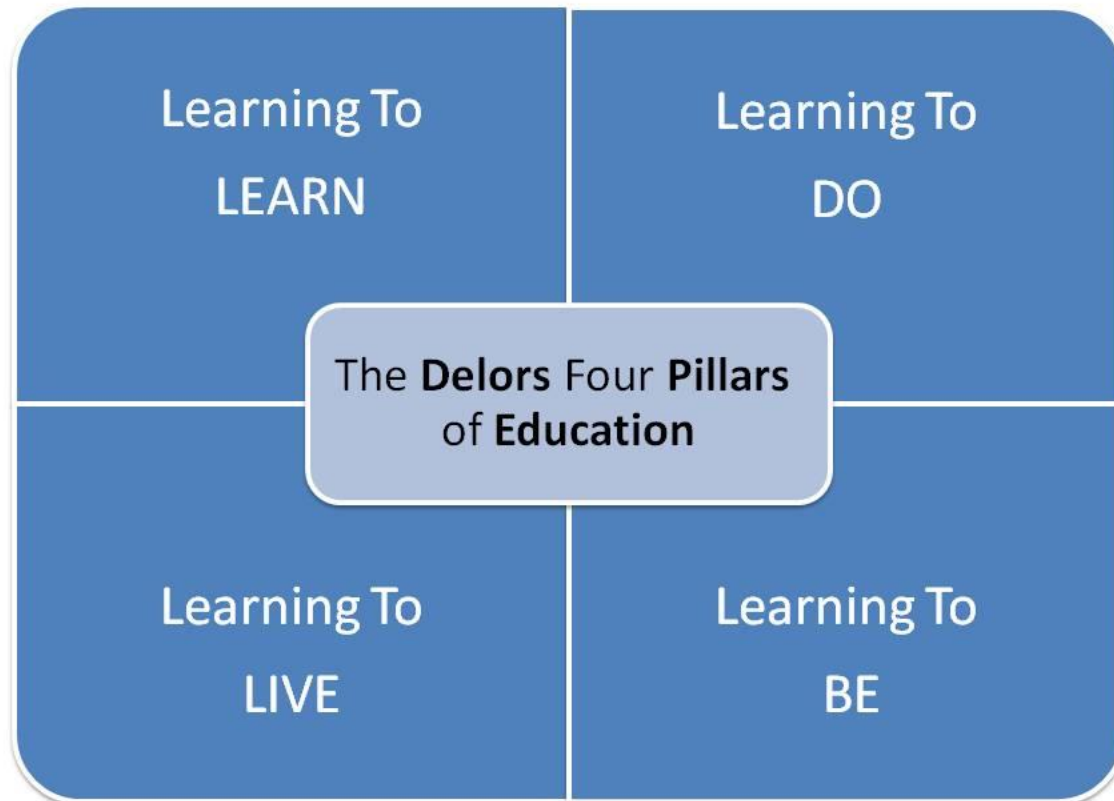 Learning To
LEARN
Learning To
DO
The Delors Four Pillars
of Education
Learning To
LIVE
Learning To
BE